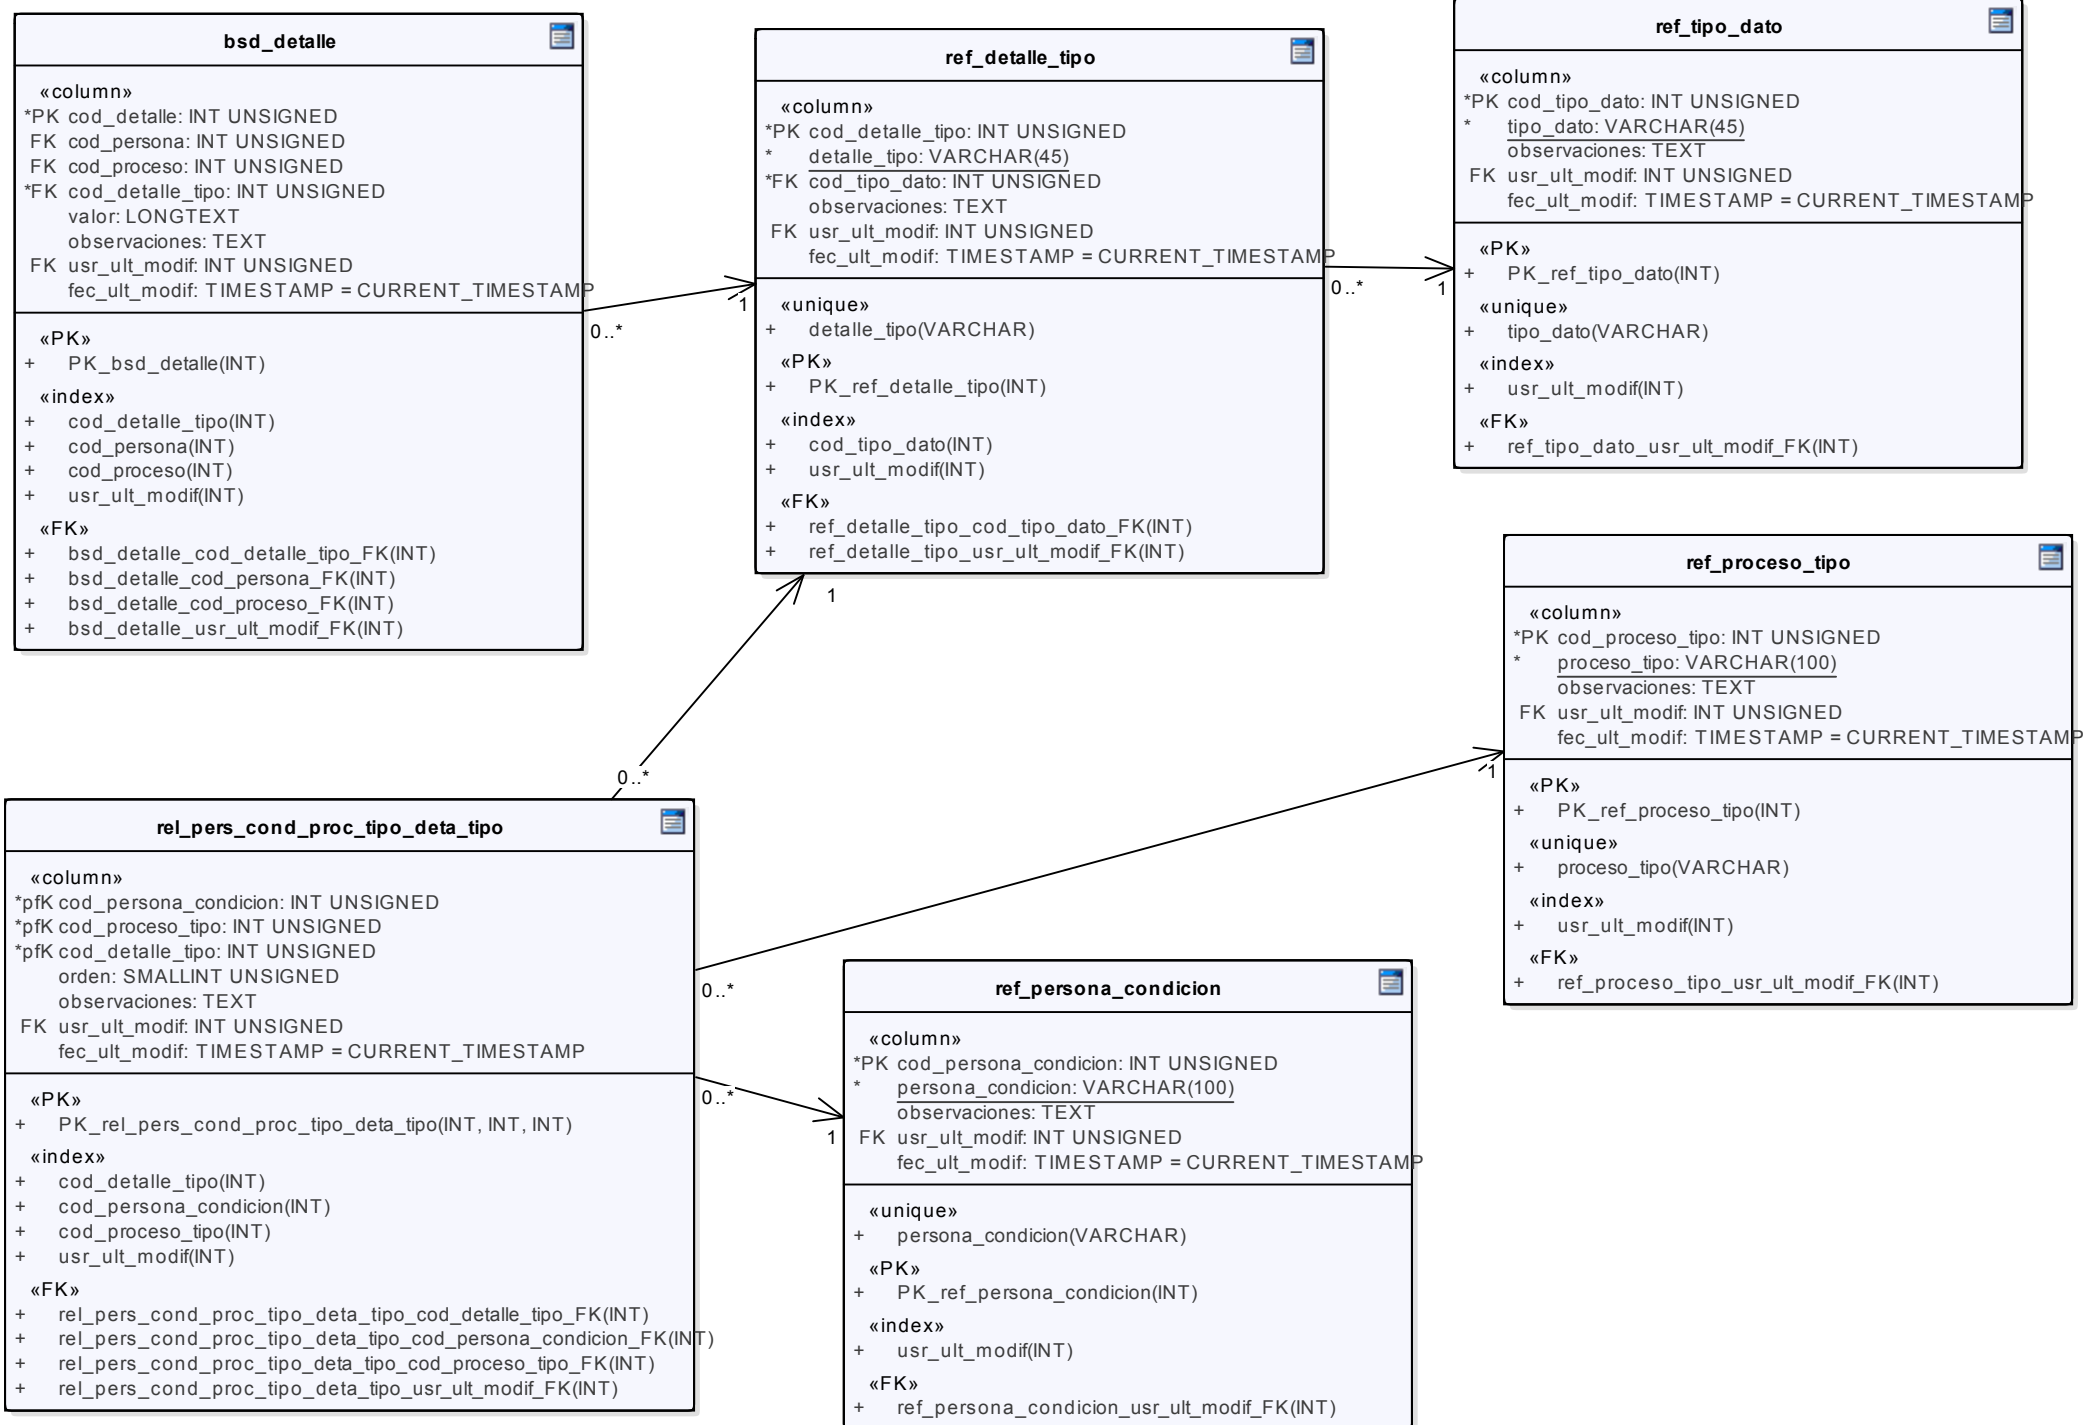 bsd_detalle
«column»
*PK cod_detalle: INT UNSIGNED
FK cod_persona: INT UNSIGNED
FK cod_proceso: INT UNSIGNED
*FK cod_detalle_tipo: INT UNSIGNED
valor: LONGTEXT
observaciones: TEXT
FK usr_ult_modif: INT UNSIGNED
fec_ult_modif: TIMESTAMP = CURRENT_TIMESTAMP
«PK»
+ PK_bsd_detalle(INT)
«index»
+ cod_detalle_tipo(INT)
+ cod_persona(INT)
+ cod_proceso(INT)
+ usr_ult_modif(INT)
«FK»
+ bsd_detalle_cod_detalle_tipo_FK(INT)
+ bsd_detalle_cod_persona_FK(INT)
+ bsd_detalle_cod_proceso_FK(INT)
+ bsd_detalle_usr_ult_modif_FK(INT)
0..*
1
ref_detalle_tipo
«column»
*PK cod_detalle_tipo: INT UNSIGNED
* detalle_tipo: VARCHAR(45)
*FK cod_tipo_dato: INT UNSIGNED
observaciones: TEXT
FK usr_ult_modif: INT UNSIGNED
fec_ult_modif: TIMESTAMP = CURRENT_TIMESTAMP
«unique»
+ detalle_tipo(VARCHAR)
«PK»
+ PK_ref_detalle_tipo(INT)
«index»
+ cod_tipo_dato(INT)
+ usr_ult_modif(INT)
«FK»
+ ref_detalle_tipo_cod_tipo_dato_FK(INT)
+ ref_detalle_tipo_usr_ult_modif_FK(INT)
0..*
1
ref_tipo_dato
«column»
*PK cod_tipo_dato: INT UNSIGNED
* tipo_dato: VARCHAR(45)
observaciones: TEXT
FK usr_ult_modif: INT UNSIGNED
fec_ult_modif: TIMESTAMP = CURRENT_TIMESTAMP
«PK»
+ PK_ref_tipo_dato(INT)
«unique»
+ tipo_dato(VARCHAR)
«index»
+ usr_ult_modif(INT)
«FK»
+ ref_tipo_dato_usr_ult_modif_FK(INT)
1
0..*
ref_proceso_tipo
«column»
*PK cod_proceso_tipo: INT UNSIGNED
* proceso_tipo: VARCHAR(100)
observaciones: TEXT
FK usr_ult_modif: INT UNSIGNED
fec_ult_modif: TIMESTAMP = CURRENT_TIMESTAMP
«PK»
+ PK_ref_proceso_tipo(INT)
«unique»
+ proceso_tipo(VARCHAR)
«index»
+ usr_ult_modif(INT)
«FK»
+ ref_proceso_tipo_usr_ult_modif_FK(INT)
1
0..*
rel_pers_cond_proc_tipo_deta_tipo
«column»
*pfK cod_persona_condicion: INT UNSIGNED
*pfK cod_proceso_tipo: INT UNSIGNED
*pfK cod_detalle_tipo: INT UNSIGNED
orden: SMALLINT UNSIGNED
observaciones: TEXT
FK usr_ult_modif: INT UNSIGNED
fec_ult_modif: TIMESTAMP = CURRENT_TIMESTAMP
«PK»
+ PK_rel_pers_cond_proc_tipo_deta_tipo(INT, INT, INT)
«index»
+ cod_detalle_tipo(INT)
+ cod_persona_condicion(INT)
+ cod_proceso_tipo(INT)
+ usr_ult_modif(INT)
«FK»
+ rel_pers_cond_proc_tipo_deta_tipo_cod_detalle_tipo_FK(INT)
+ rel_pers_cond_proc_tipo_deta_tipo_cod_persona_condicion_FK(INT)
+ rel_pers_cond_proc_tipo_deta_tipo_cod_proceso_tipo_FK(INT)
+ rel_pers_cond_proc_tipo_deta_tipo_usr_ult_modif_FK(INT)
0..*
1
ref_persona_condicion
«column»
*PK cod_persona_condicion: INT UNSIGNED
* persona_condicion: VARCHAR(100)
observaciones: TEXT
FK usr_ult_modif: INT UNSIGNED
fec_ult_modif: TIMESTAMP = CURRENT_TIMESTAMP
«unique»
+ persona_condicion(VARCHAR)
«PK»
+ PK_ref_persona_condicion(INT)
«index»
+ usr_ult_modif(INT)
«FK»
+ ref_persona_condicion_usr_ult_modif_FK(INT)